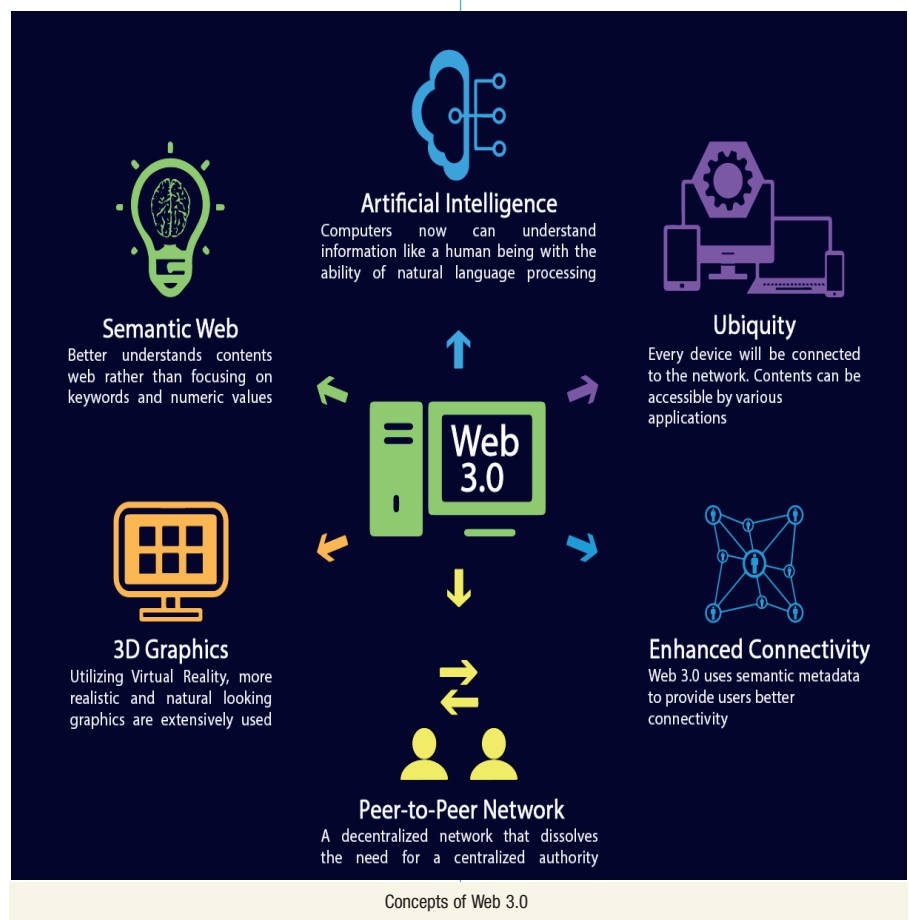 Artificial Intelligence
Computers now can understand
information like a human being with the
ability of natural language processing
Semantic Web
Better understands contents
web rather than focusing on
keywords and numeric values
Ubiquity
Every device will be connected
to the network. Contents can be
accessible by various
applications
Web
3.0
3D Graphics
Utilizing Virtual Reality, more
realistic and natural looking
graphics are extensively used
Enhanced Connectivity
Web 3.0 uses semantic metadata
to provide users better
connectivity
Peer-to-Peer Network
A decentralized network that dissolves
the need for a centralized authority
Concepts of Web 3.0